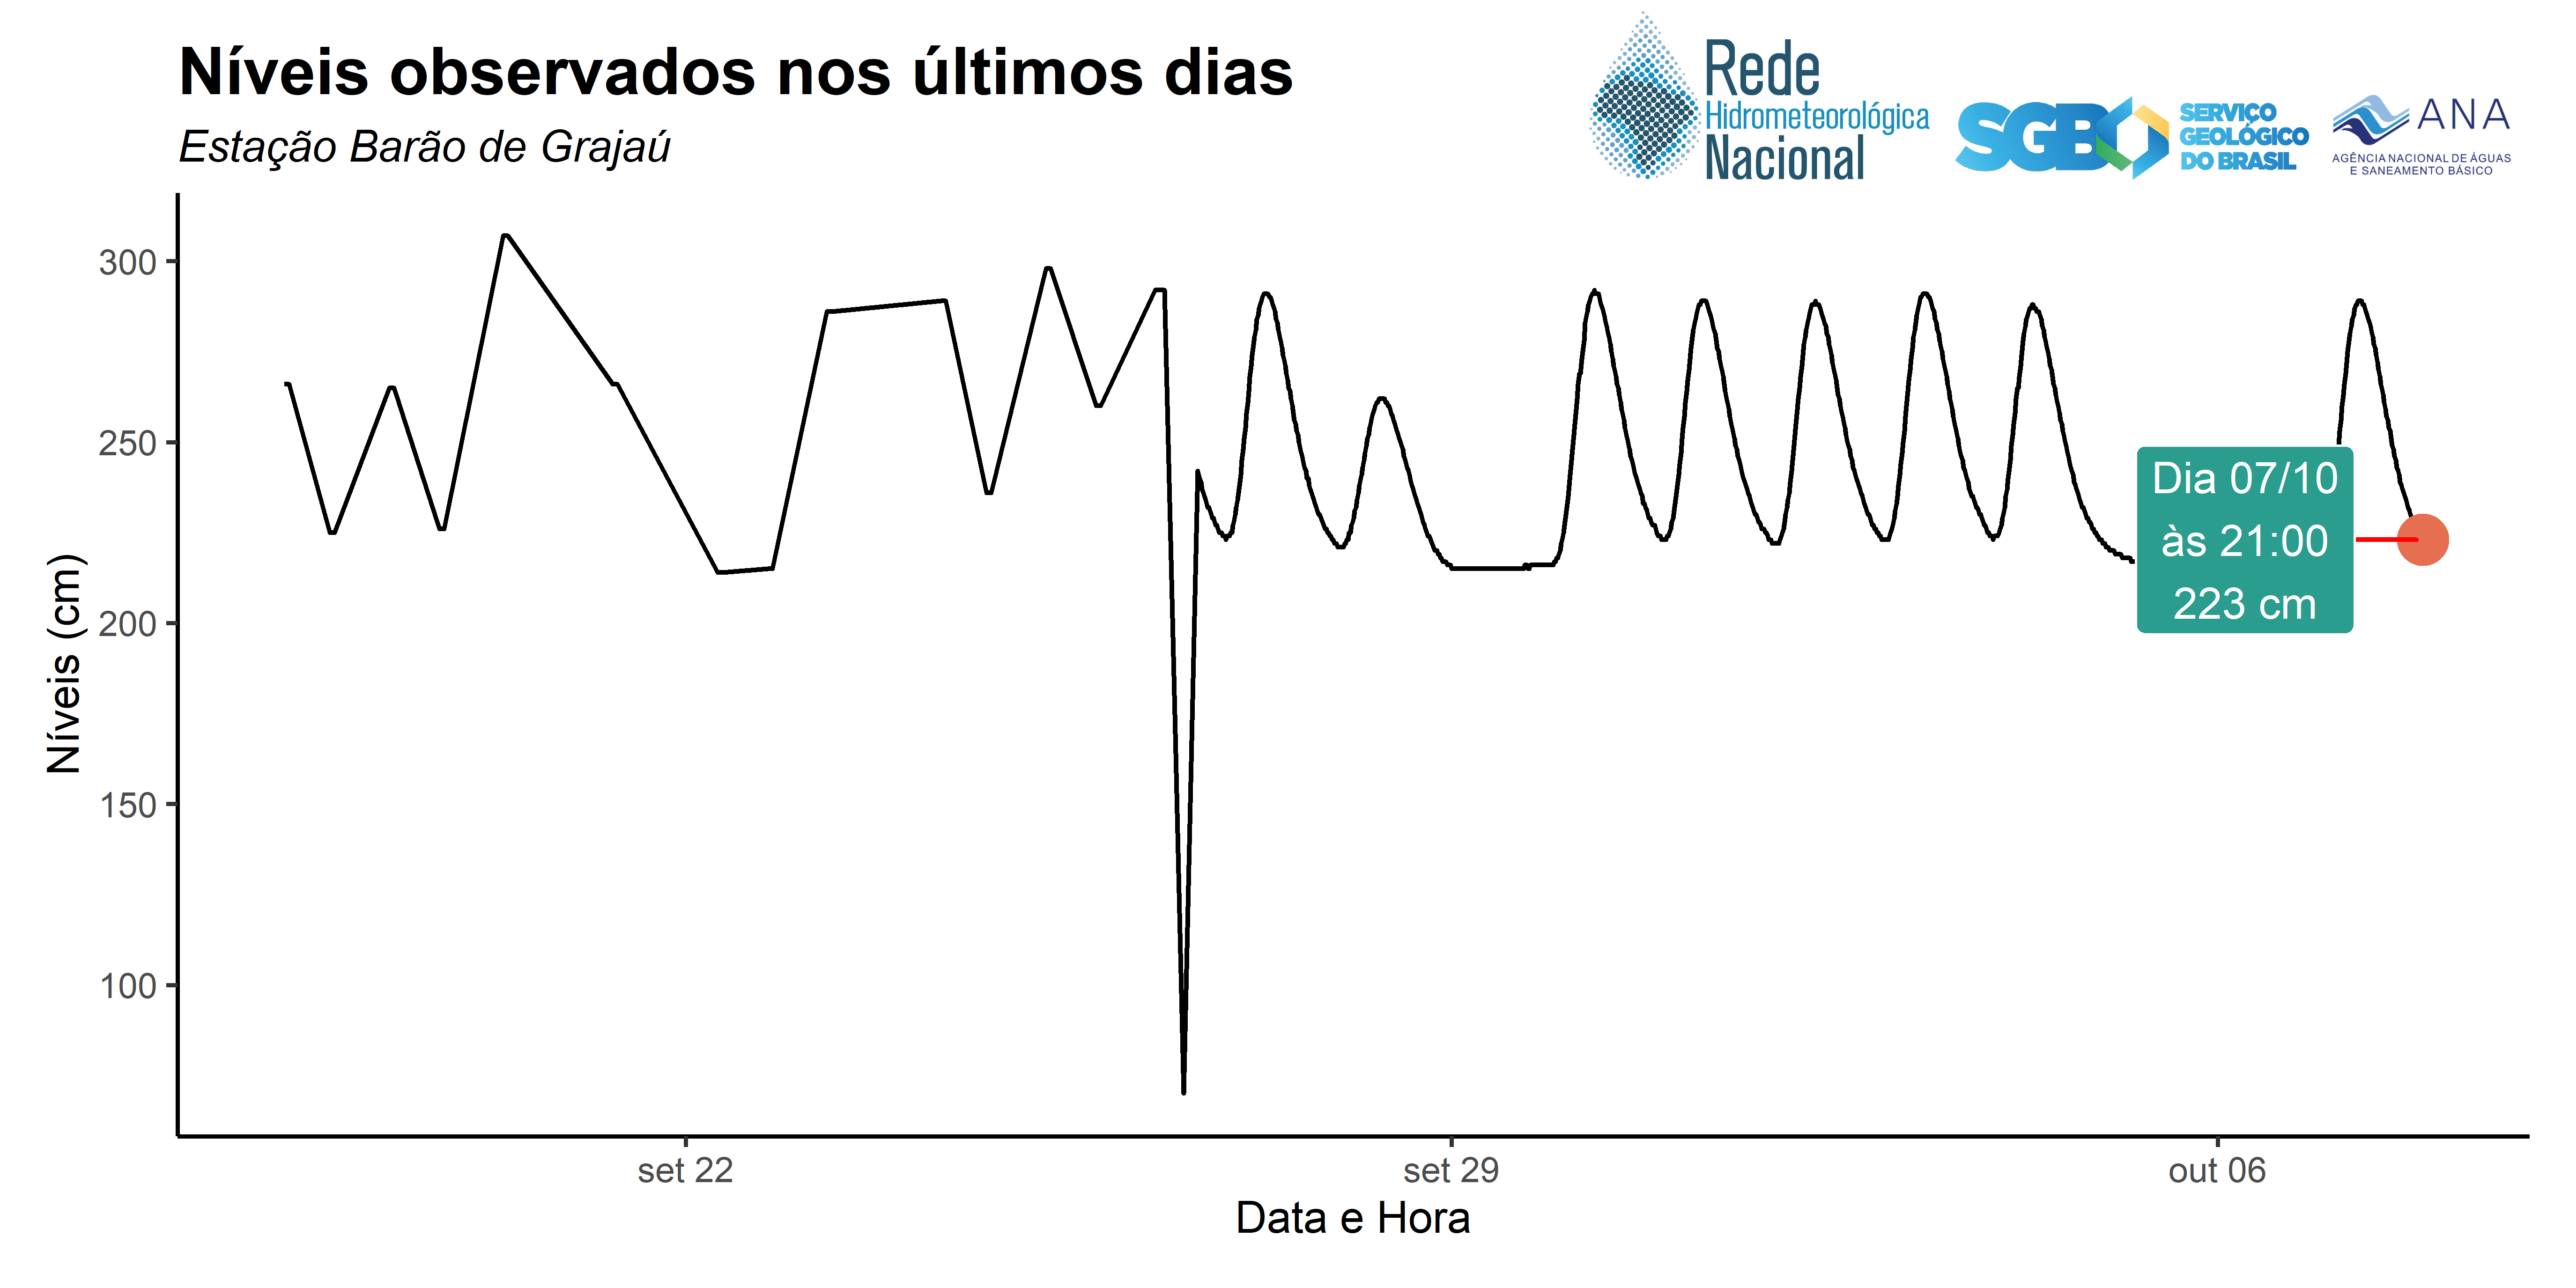 Níveis observados nos últimos dias
Estação Barão de Grajaú
Rede
Hidrometeorológica
Nacional
SGB
SERVIÇO
GEOLÓGICO
DO BRASIL
ANA
AGÊNCIA NACIONAL DE ÁGUAS
E SANEAMENTO BÁSICO
Níveis (cm)
300
250
200
150
100
Dia 07/10
às 21:00
223 cm
set 22
set 29
out 06
Data e Hora